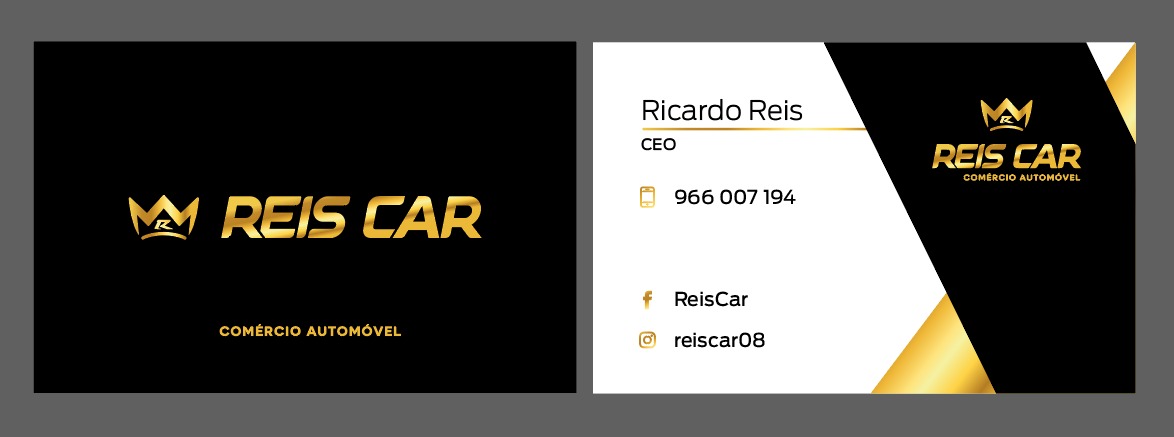 R
REIS CAR
COMÉRCIO AUTOMÓVEL
Ricardo Reis
CEO
966 007 194
ReisCar
reiscar08
R
REIS CAR
COMÉRCIO AUTOMÓVEL